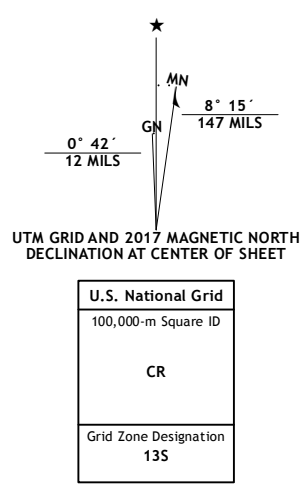 ★
MN
8° 15´
147 MILS
GN
0° 42´
12 MILS
UTM GRID AND 2017 MAGNETIC NORTH
DECLINATION AT CENTER OF SHEET
U.S. National Grid
100,000-m Square ID
CR
Grid Zone Designation
13S